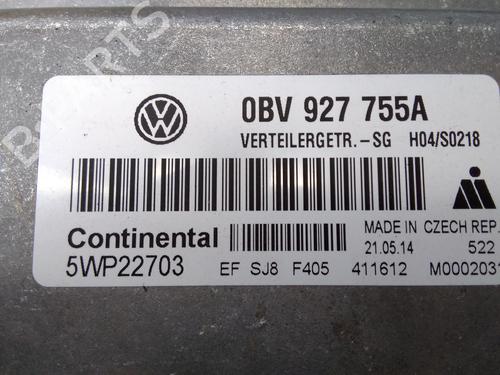 0BV 927 755A
VERTEILERGETR.-SG H04/S0218
Continental
MADE IN CZECH REP.
21.05.14 522
5WP22703 EF SJ8 F405 411612 M0002031